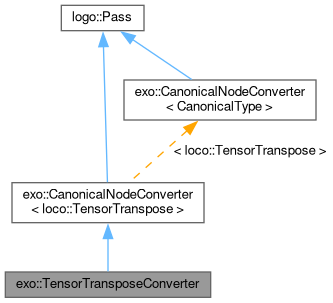 logo::Pass
exo::CanonicalNodeConverter
< CanonicalType >
< loco::TensorTranspose >
exo::CanonicalNodeConverter
< loco::TensorTranspose >
exo::TensorTransposeConverter